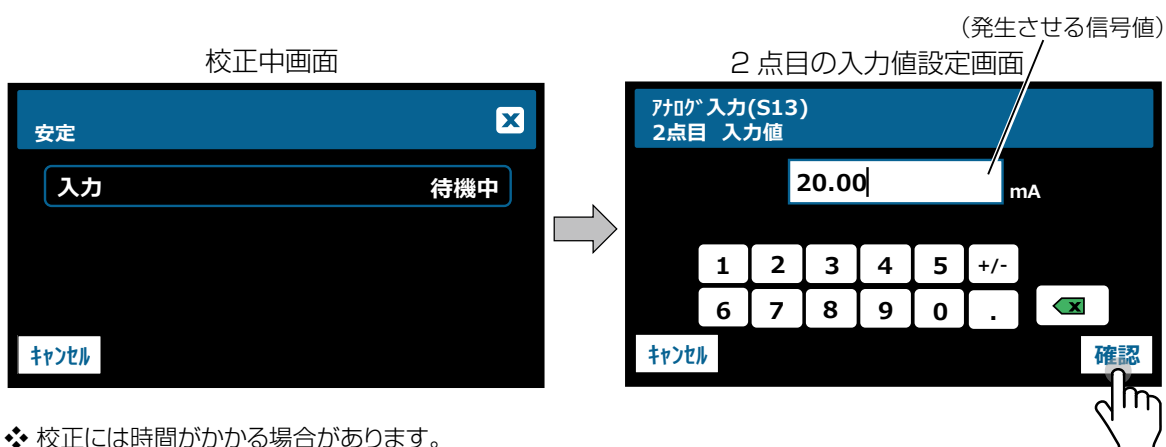 (発生させる信号値)
校正中画面
2 点目の入力値設定画面
安定
入力 待機中
キャンセル
ｱﾅﾛｸﾞ入力(S13)
2点目 入力値
20.00 mA
1 2 3 4 5 +/-
6 7 8 9 0 .
ｷｬﾝｾﾙ 確認
❖ 校正には時間がかかる場合があります。